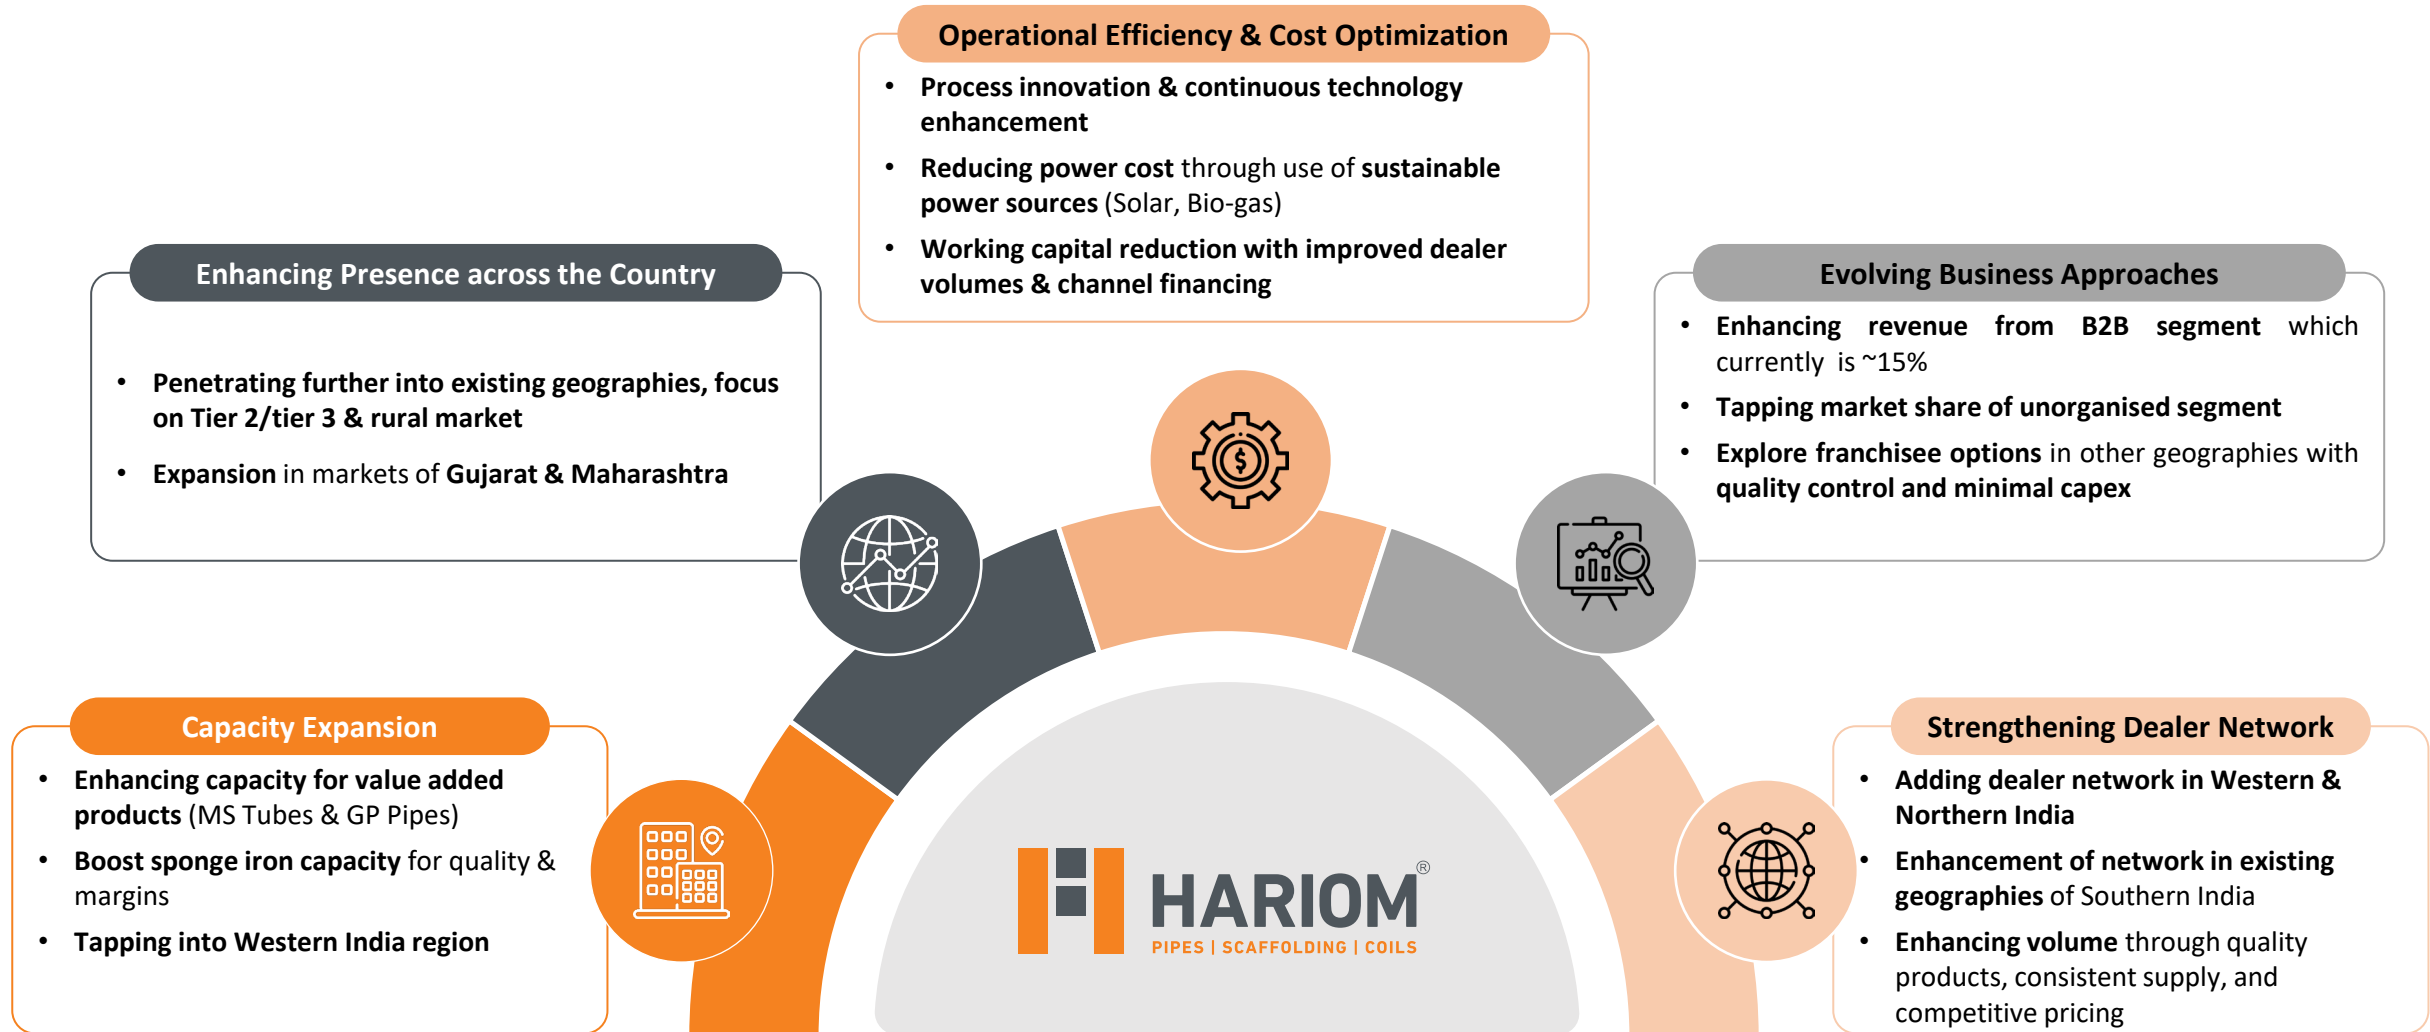 Operational Efficiency & Cost Optimization
• Process innovation & continuous technology
enhancement
• Reducing power cost through use of sustainable
power sources (Solar, Bio-gas)
• Working capital reduction with improved dealer
volumes & channel financing
Enhancing Presence across the Country
• Penetrating further into existing geographies, focus
on Tier 2/tier 3 & rural market
• Expansion in markets of Gujarat & Maharashtra
Evolving Business Approaches
• Enhancing revenue from B2B segment which
currently is ~15%
• Tapping market share of unorganised segment
• Explore franchisee options in other geographies with
quality control and minimal capex
Capacity Expansion
• Enhancing capacity for value added
products (MS Tubes & GP Pipes)
• Boost sponge iron capacity for quality &
margins
• Tapping into Western India region
HARIOM®
PIPES | SCAFFOLDING | COILS
Strengthening Dealer Network
• Adding dealer network in Western &
Northern India
• Enhancement of network in existing
geographies of Southern India
• Enhancing volume through quality
products, consistent supply, and
competitive pricing